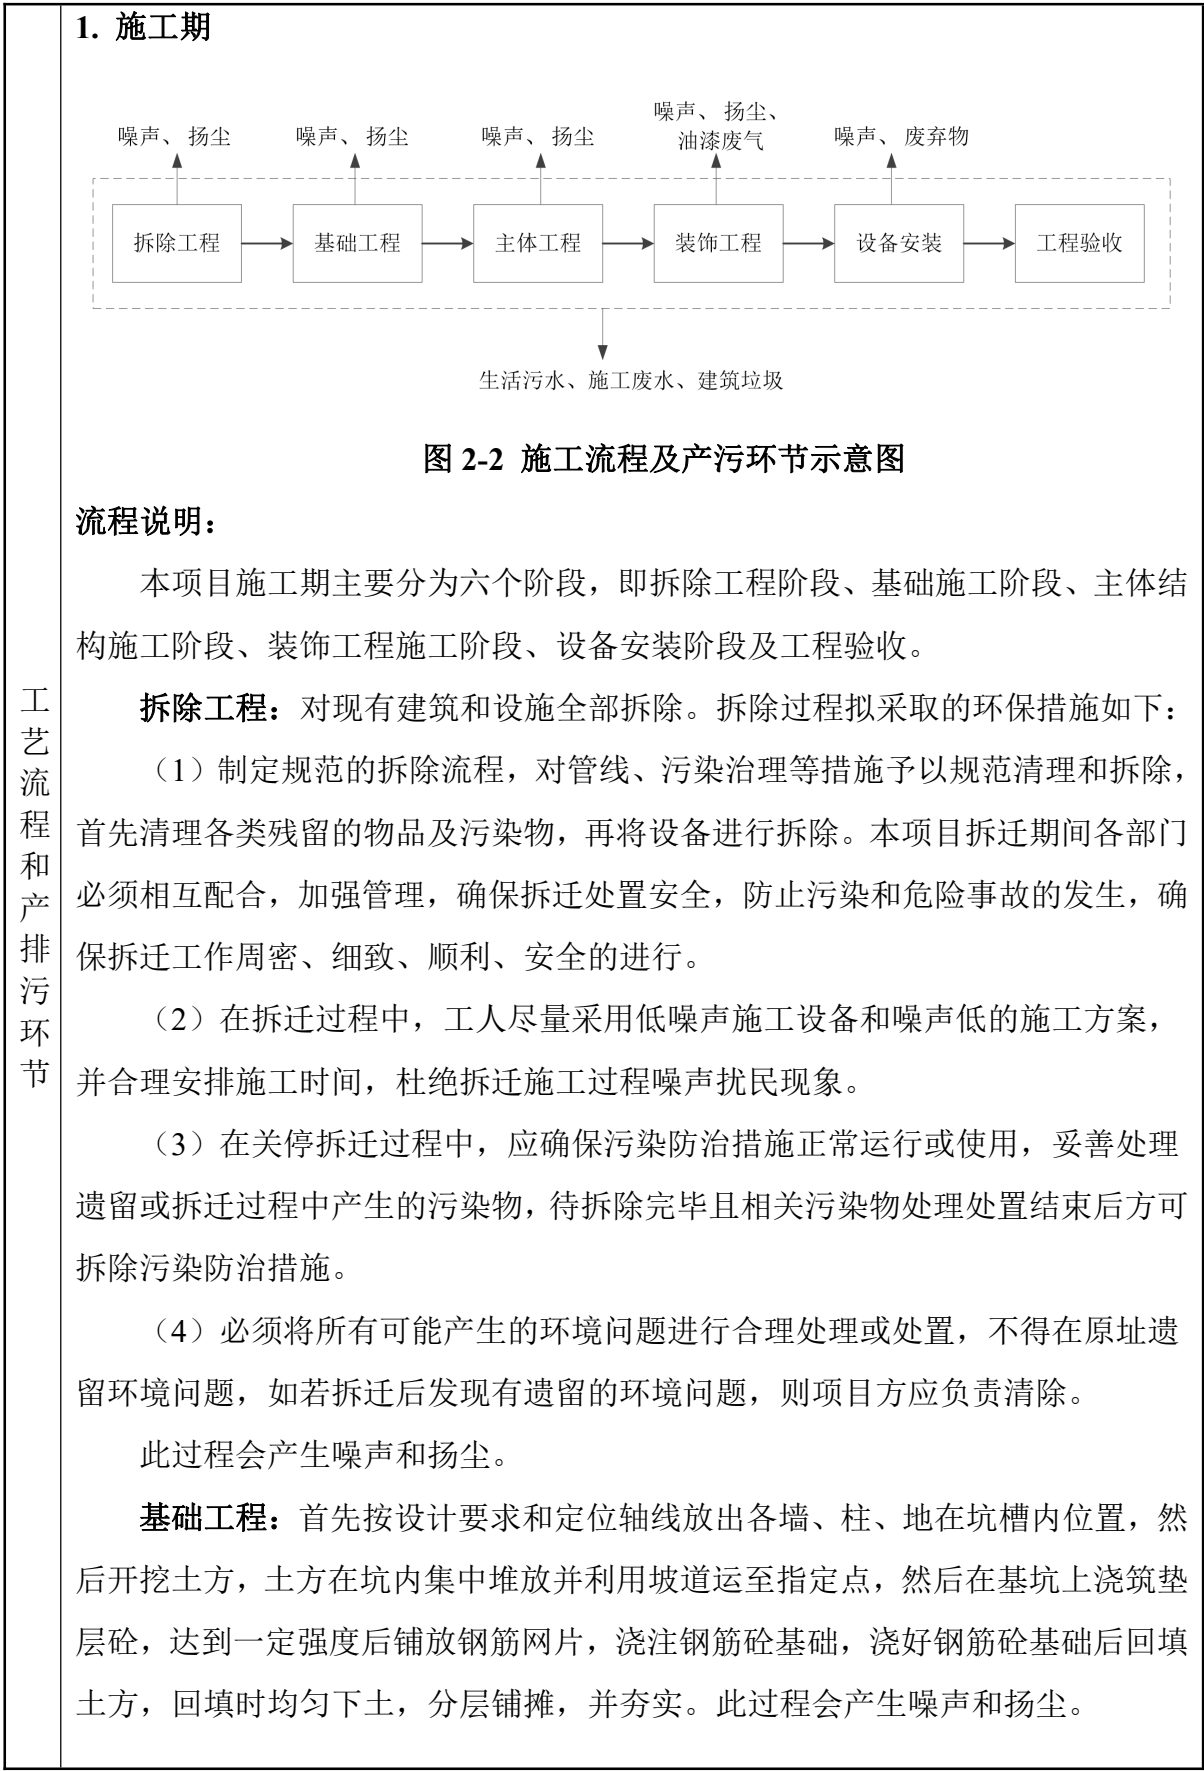 1. 施工期
噪声、扬尘 噪声、扬尘 噪声、扬尘 噪声、扬尘、
油漆废气 噪声、废弃物
拆除工程 基础工程 主体工程 装饰工程 设备安装 工程验收
生活污水、施工废水、建筑垃圾
图 2-2 施工流程及产污环节示意图
流程说明：
本项目施工期主要分为六个阶段，即拆除工程阶段、基础施工阶段、主体结
构施工阶段、装饰工程施工阶段、设备安装阶段及工程验收。
拆除工程：对现有建筑和设施全部拆除。拆除过程拟采取的环保措施如下：
（1）制定规范的拆除流程，对管线、污染治理等措施予以规范清理和拆除，
首先清理各类残留的物品及污染物，再将设备进行拆除。本项目拆迁期间各部门
必须相互配合，加强管理，确保拆迁处置安全，防止污染和危险事故的发生，确
保拆迁工作周密、细致、顺利、安全的进行。
（2）在拆迁过程中，工人尽量采用低噪声施工设备和噪声低的施工方案，
并合理安排施工时间，杜绝拆迁施工过程噪声扰民现象。
（3）在关停拆迁过程中，应确保污染防治措施正常运行或使用，妥善处理
遗留或拆迁过程中产生的污染物，待拆除完毕且相关污染物处理处置结束后方可
拆除污染防治措施。
（4）必须将所有可能产生的环境问题进行合理处理或处置，不得在原址遗
留环境问题，如若拆迁后发现有遗留的环境问题，则项目方应负责清除。
此过程会产生噪声和扬尘。
基础工程：首先按设计要求和定位轴线放出各墙、柱、地在坑槽内位置，然
后开挖土方，土方在坑内集中堆放并利用坡道运至指定点，然后在基坑上浇筑垫
层砼，达到一定强度后铺放钢筋网片，浇注钢筋砼基础，浇好钢筋砼基础后回填
土方，回填时均匀下土，分层铺摊，并夯实。此过程会产生噪声和扬尘。
工
艺
流
程
和
产
排
污
环
节